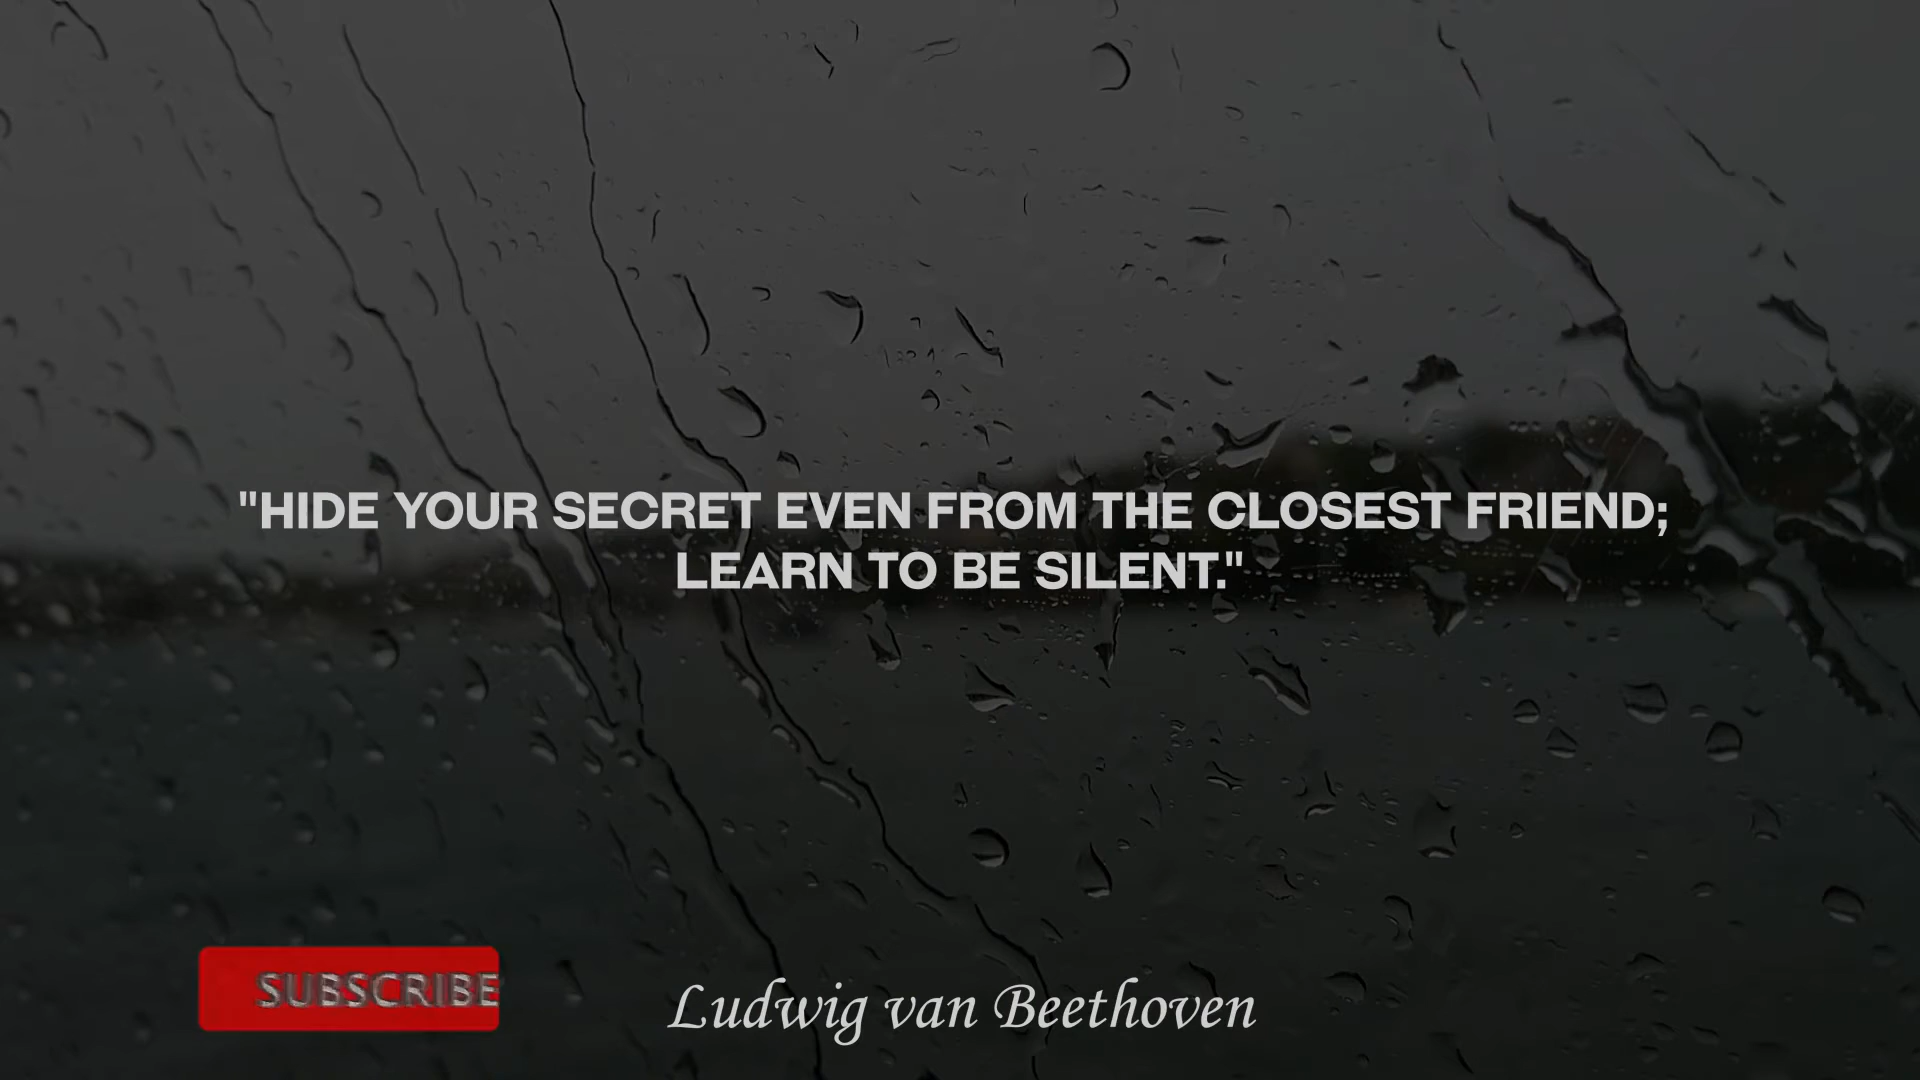 "HIDE YOUR SECRET EVEN FROM THE CLOSEST FRIEND;
LEARN TO BE SILENT."
SUBSCRIBE
Ludwig van Beethoven